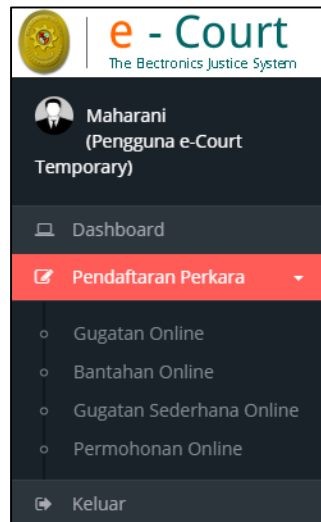 e - Court
The Electronics Justice System
Maharani
(Pengguna e-Court
Temporary)
Dashboard
Pendaftaran Perkara
Gugatan Online
Bantahan Online
Gugatan Sederhana Online
Permohonan Online
Keluar